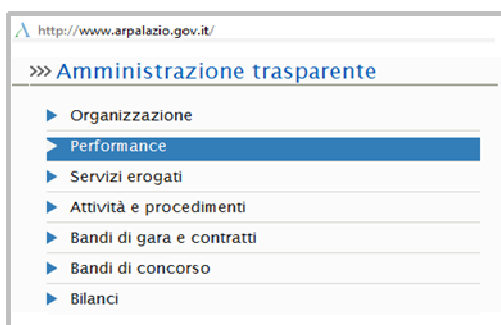 http://www.arpalazio.gov.it/
>>> Amministrazione trasparente
Organizzazione
Performance
Servizi erogati
Attività e procedimenti
Bandi di gara e contratti
Bandi di concorso
Bilanci